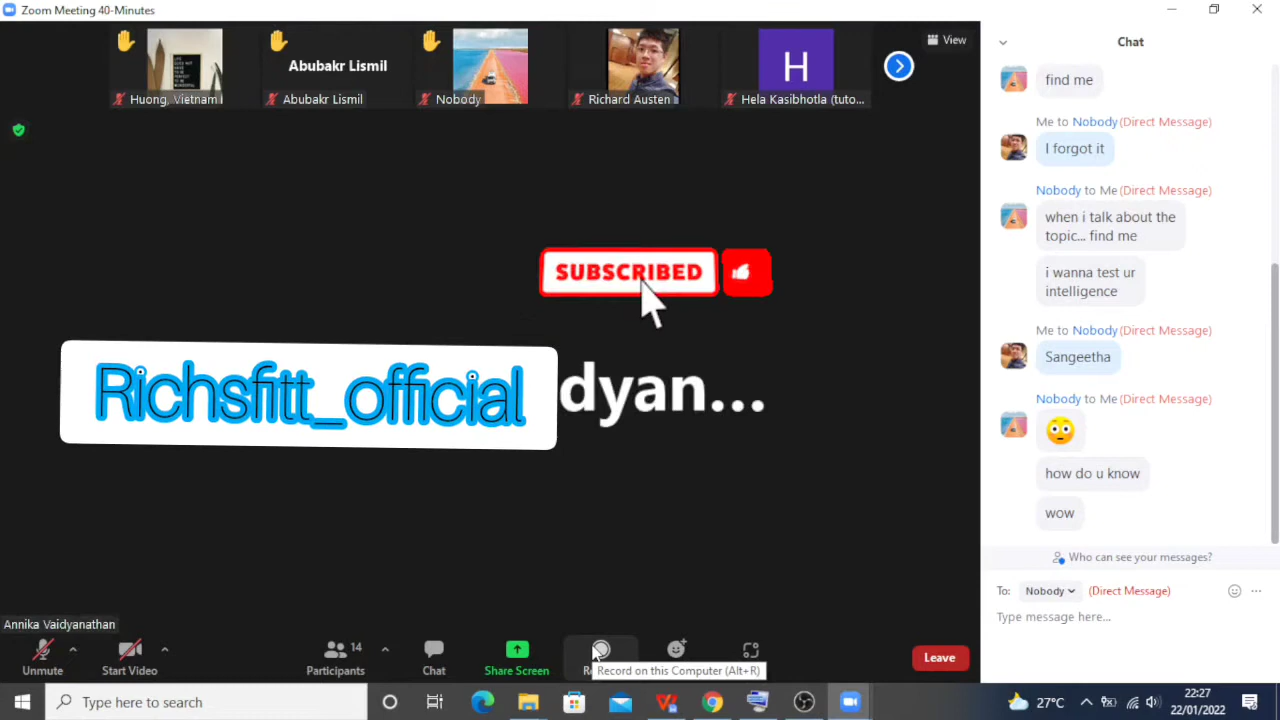 Zoom Meeting 40-Minutes
View
Abubakr Lismil
H
Huong, Vietnam
Abubakr Lismil
Nobody
Richard Austen
Hela Kasibhotla (tuto...
SUBSCRIBED
Richsfitt_official
dyan...
Annika Vaidyanathan
Unmute
Start Video
14
Participants
Chat
Share Screen
Record on this Computer (Alt+R)
Leave
Chat
find me
Me to Nobody (Direct Message)
I forgot it
Nobody to Me (Direct Message)
when i talk about the
topic... find me
i wanna test ur
intelligence
Me to Nobody (Direct Message)
Sangeetha
Nobody to Me (Direct Message)
how do u know
wow
Who can see your messages?
To: Nobody (Direct Message)
Type message here...
Type here to search
27°C
22:27
22/01/2022